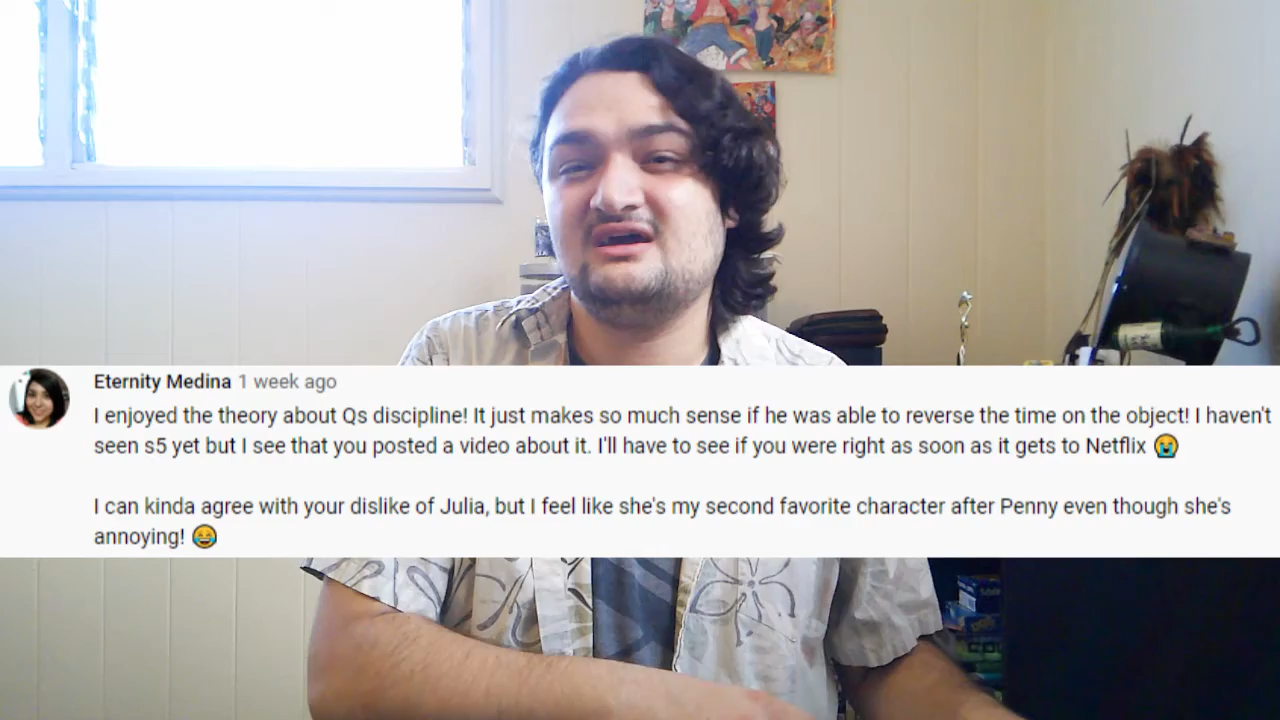 Eternity Medina 1 week ago
I enjoyed the theory about Qs discipline! It just makes so much sense if he was able to reverse the time on the object! I haven't
seen s5 yet but I see that you posted a video about it. I'll have to see if you were right as soon as it gets to Netflix 😭
I can kinda agree with your dislike of Julia, but I feel like she's my second favorite character after Penny even though she's
annoying! 😂